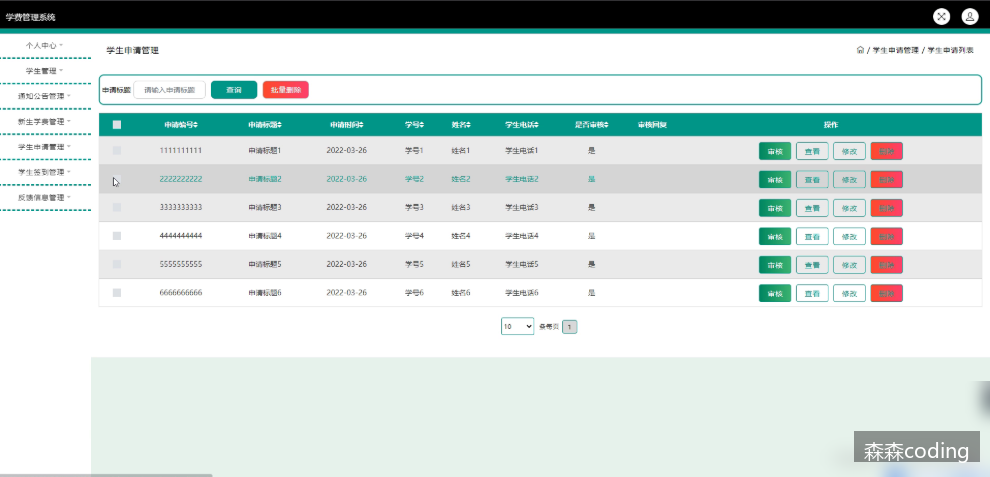 学费管理系统
个人中心
学生管理
通知公告管理
新生学费管理
学生申请管理
学生签到管理
反馈信息管理
学生申请管理
/ 学生申请管理 / 学生申请列表
申请标题 请输入申请标题 查询 批量删除
申请编号 申请标题 申请时间 学号 姓名 学生电话 是否审核 审核回复 操作
1111111111 申请标题1 2022-03-26 学号1 姓名1 学生电话1 是 审核 查看 修改 删除
2222222222 申请标题2 2022-03-26 学号2 姓名2 学生电话2 是 审核 查看 修改 删除
3333333333 申请标题3 2022-03-26 学号3 姓名3 学生电话3 是 审核 查看 修改 删除
4444444444 申请标题4 2022-03-26 学号4 姓名4 学生电话4 是 审核 查看 修改 删除
5555555555 申请标题5 2022-03-26 学号5 姓名5 学生电话5 是 审核 查看 修改 删除
6666666666 申请标题6 2022-03-26 学号6 姓名6 学生电话6 是 审核 查看 修改 删除
10 条每页 1
森森coding